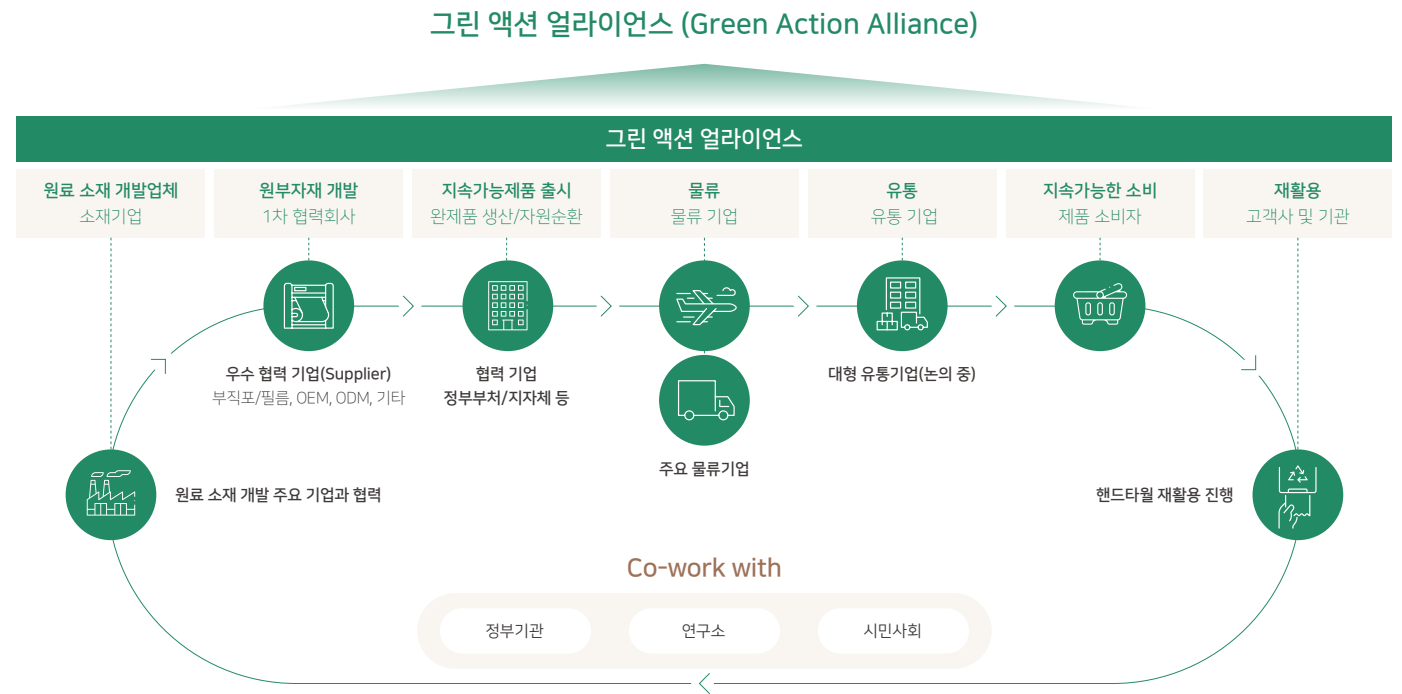 그린 액션 얼라이언스 (Green Action Alliance)
그린 액션 얼라이언스
원료 소재 개발업체
소재기업
원부자재 개발
1차 협력회사
지속가능제품 출시
완제품 생산/자원순환
물류
물류 기업
유통
유통 기업
지속가능한 소비
제품 소비자
재활용
고객사 및 기관
우수 협력 기업(Supplier)
부직포/필름, OEM, ODM, 기타
협력 기업
정부부처/지자체 등
대형 유통기업(논의 중)
주요 물류기업
원료 소재 개발 주요 기업과 협력
핸드타월 재활용 진행
Co-work with
정부기관
연구소
시민사회